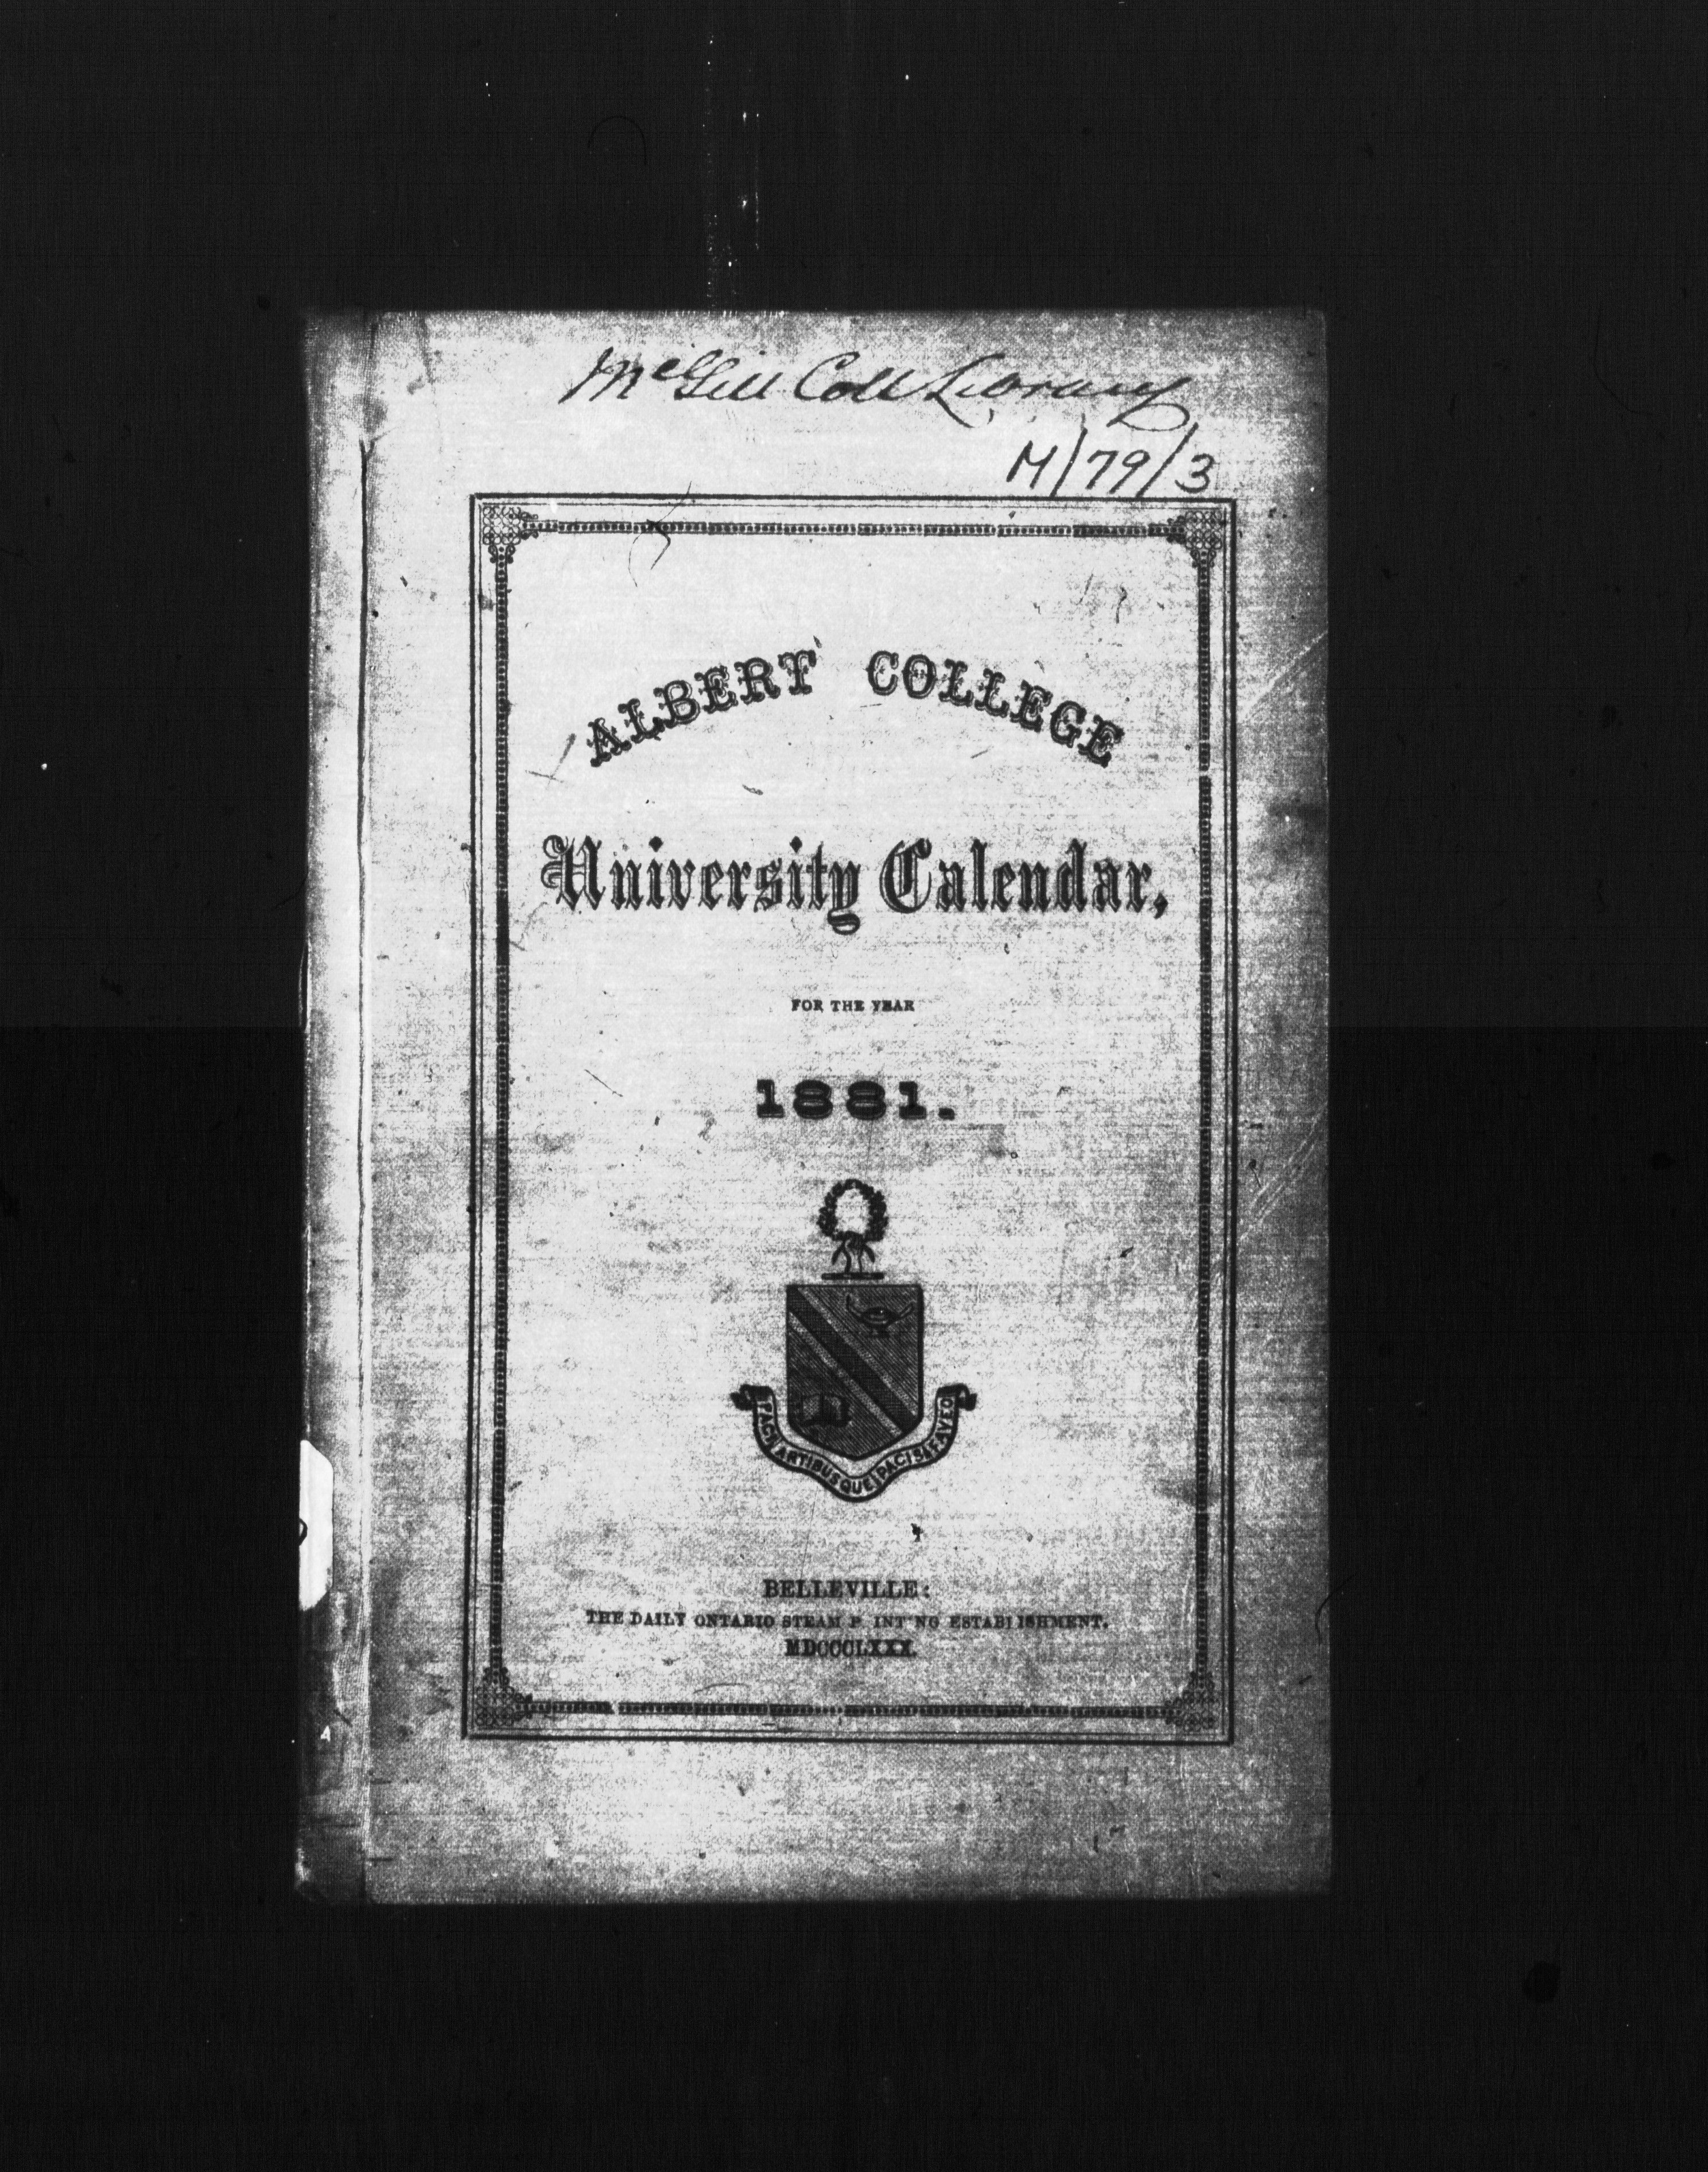 McGill Coll Library
M/79/3
ALBERT COLLEGE
University Calendar,
FOR THE YEAR
1881.
PACI ARTIBUSQUE PACIS FAVEO
BELLEVILLE:
THE DAILY ONTARIO STEAM P INT'NG ESTABLISHMENT.
MDCCCLXXX.